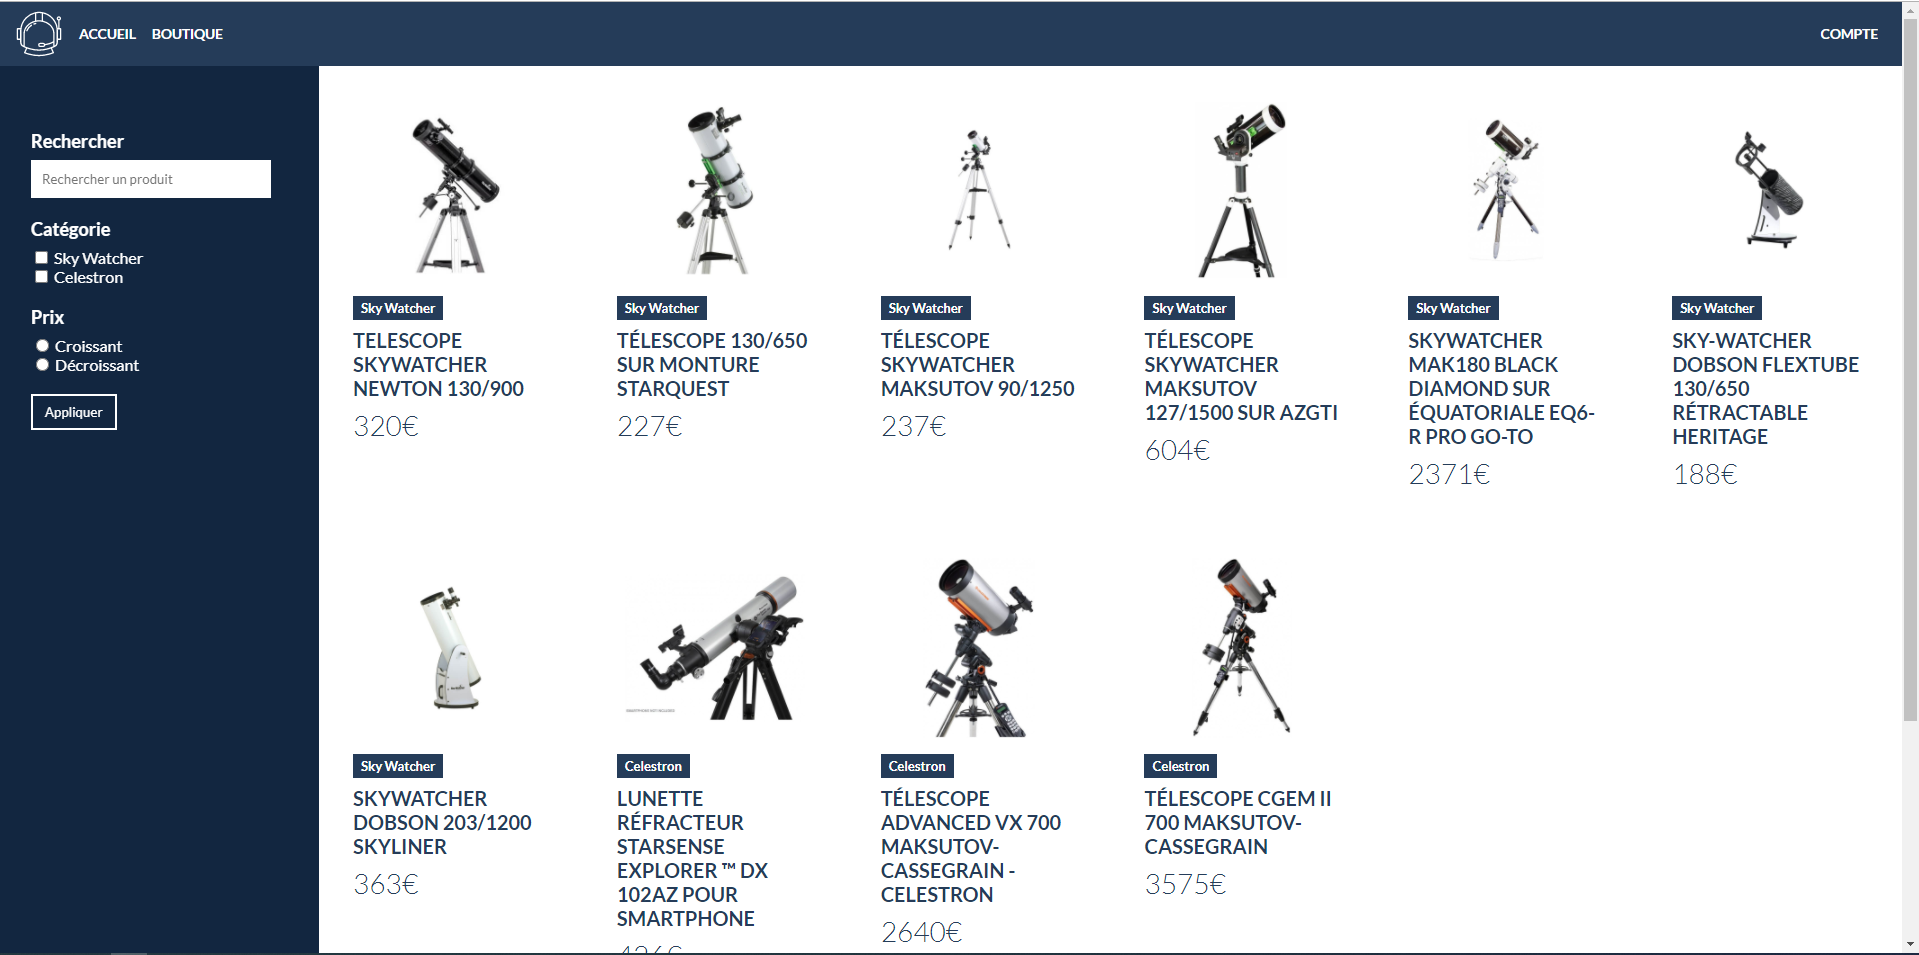 ACCUEIL BOUTIQUE COMPTE
Rechercher
Rechercher un produit
Catégorie
Sky Watcher
Celestron
Prix
Croissant
Décroissant
Appliquer
Sky Watcher
TELESCOPE
SKYWATCHER
NEWTON 130/900
320€
Sky Watcher
TÉLESCOPE 130/650
SUR MONTURE
STARQUEST
227€
Sky Watcher
TÉLESCOPE
SKYWATCHER
MAKSUTOV 90/1250
237€
Sky Watcher
TÉLESCOPE
SKYWATCHER
MAKSUTOV
127/1500 SUR AZGTI
604€
Sky Watcher
SKYWATCHER
MAK180 BLACK
DIAMOND SUR
ÉQUATORIALE EQ6-
R PRO GO-TO
2371€
Sky Watcher
SKY-WATCHER
DOBSON FLEXTUBE
130/650
RÉTRACTABLE
HERITAGE
188€
Sky Watcher
SKYWATCHER
DOBSON 203/1200
SKYLINER
363€
Celestron
LUNETTE
RÉFRACTEUR
STARSENSE
EXPLORER ™ DX
102AZ POUR
SMARTPHONE
Celestron
TÉLESCOPE
ADVANCED VX 700
MAKSUTOV-
CASSEGRAIN -
CELESTRON
2640€
Celestron
TÉLESCOPE CGEM II
700 MAKSUTOV-
CASSEGRAIN
3575€